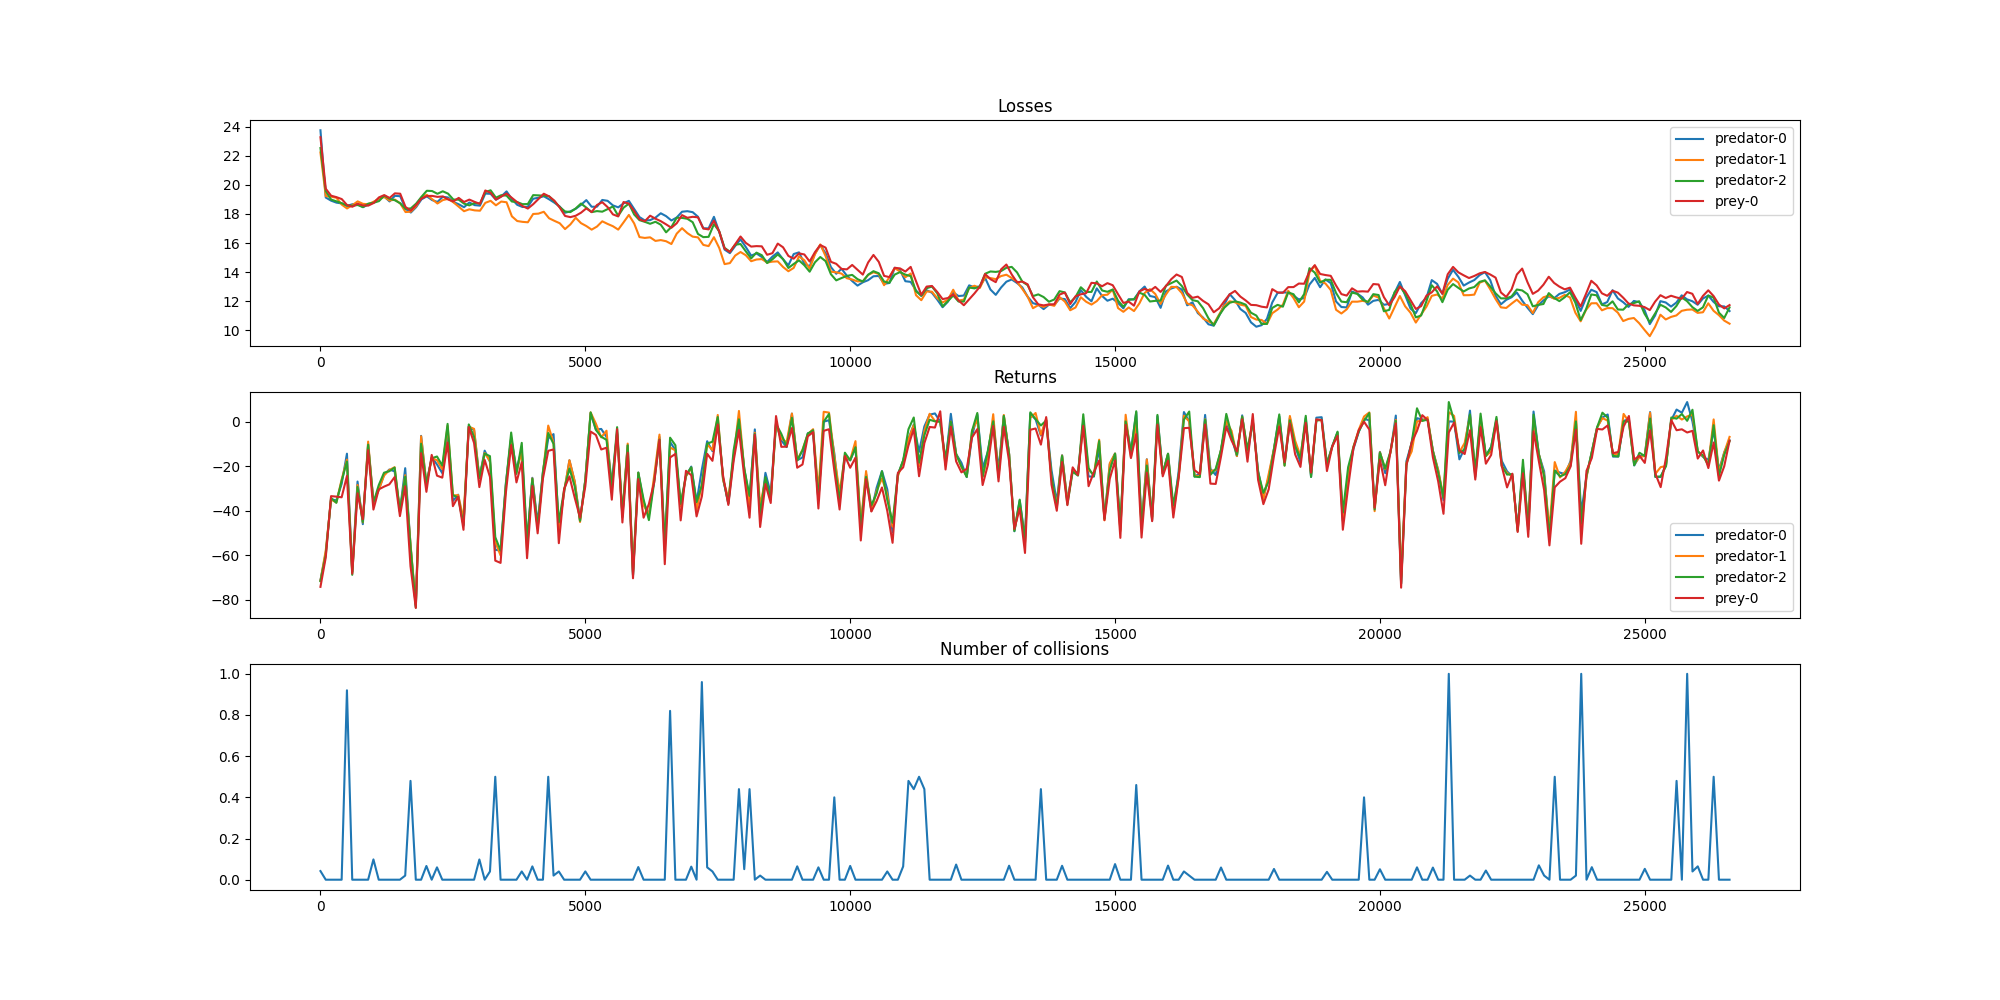 Losses
24
22
20
18
16
14
12
10
predator-0
predator-1
predator-2
prey-0
0 5000 10000 15000 20000 25000
Returns
0
−20
−40
−60
−80
predator-0
predator-1
predator-2
prey-0
0 5000 10000 15000 20000 25000
Number of collisions
1.0
0.8
0.6
0.4
0.2
0.0
0 5000 10000 15000 20000 25000